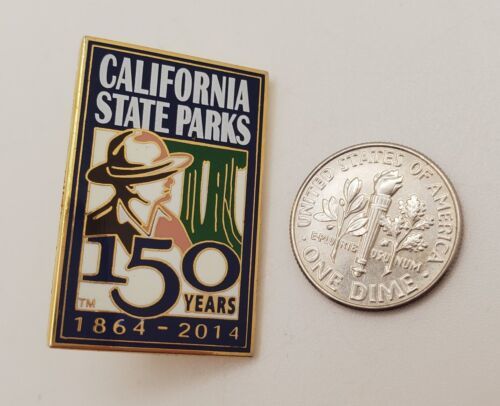 CALIFORNIA
STATE PARKS
150
YEARS
TM
1864 - 2014
UNITED STATES OF AMERICA
E PLURIBUS UNUM
ONE DIME